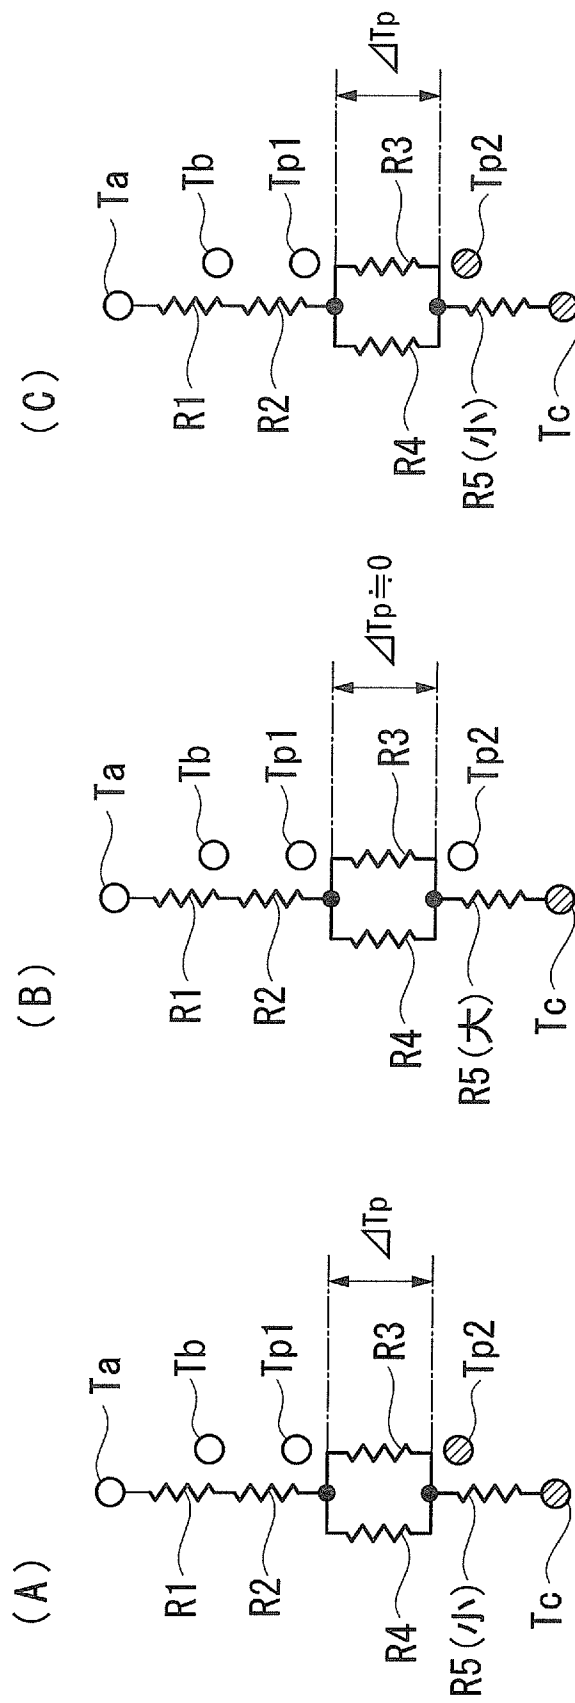 (A)
Ta
Tb
Tp1
R1
R2
ΔTp
R3
R4
Tp2
R5(小)
Tc
(B)
Ta
Tb
Tp1
R1
R2
ΔTp≒0
R3
R4
Tp2
R5(大)
Tc
(C)
Ta
Tb
Tp1
R1
R2
ΔTp
R3
R4
Tp2
R5(小)
Tc